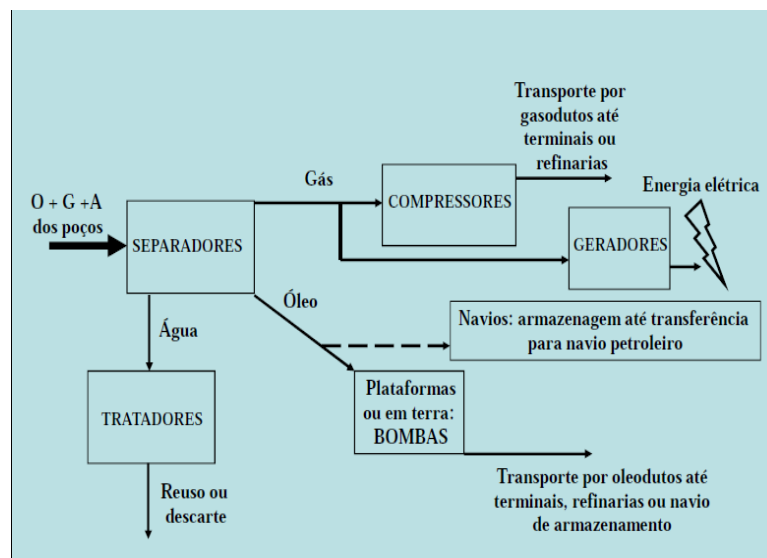 Transporte por
gasodutos até
terminais ou
refinarias
Gás
Energia elétrica
O + G +A
dos poços
COMPRESSORES
SEPARADORES
GERADORES
Óleo
Água
Navios: armazenagem até transferência
para navio petroleiro
Plataformas
ou em terra:
BOMBAS
TRATADORES
Transporte por oleodutos até
terminais, refinarias ou navio
de armazenamento
Reuso ou
descarte